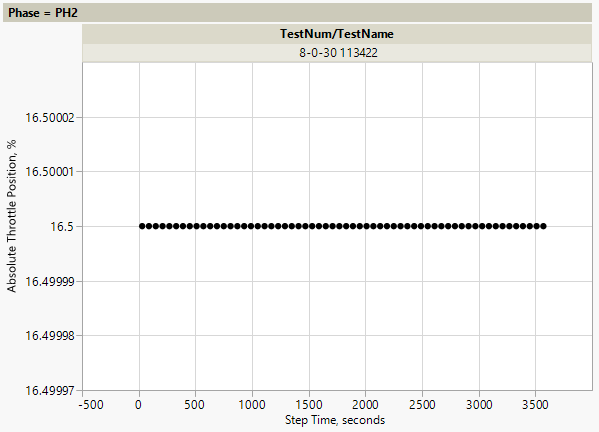 Phase = PH2
TestNum/TestName
8-0-30 113422
Absolute Throttle Position, %
16.50002
16.50001
16.5
16.49999
16.49998
16.49997
-500 0 500 1000 1500 2000 2500 3000 3500
Step Time, seconds